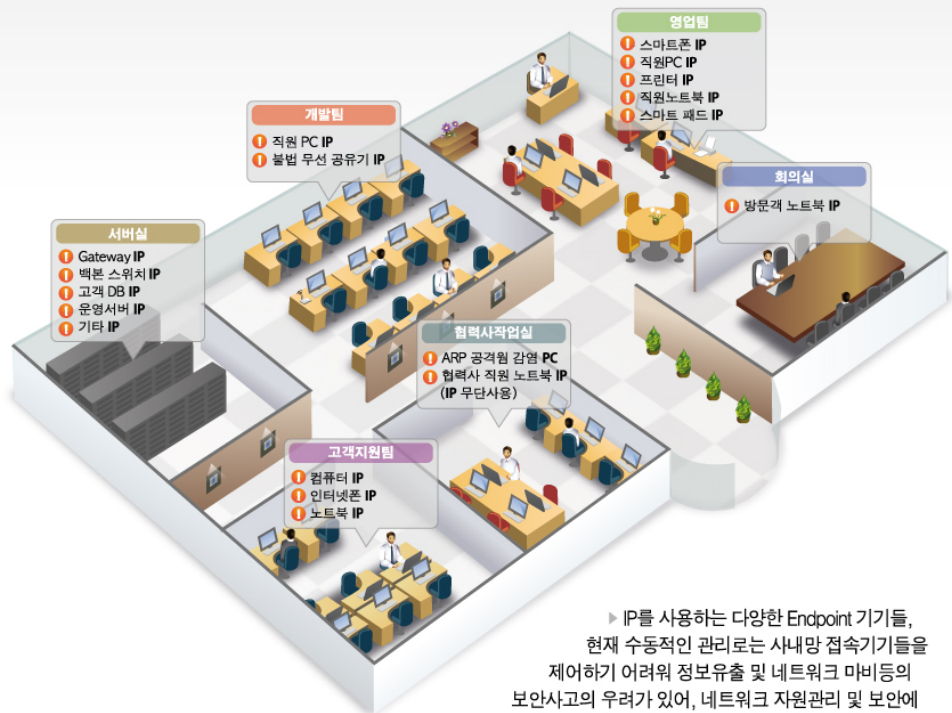 영업팀
스마트폰 IP
직원PC IP
프린터 IP
직원노트북 IP
스마트 패드 IP
개발팀
직원 PC IP
불법 무선 공유기 IP
회의실
방문객 노트북 IP
서버실
Gateway IP
백본 스위치 IP
고객 DB IP
운영서버 IP
기타 IP
협력사작업실
ARP 공격원 감염 PC
협력사 직원 노트북 IP
(IP 무단사용)
고객지원팀
컴퓨터 IP
인터넷폰 IP
노트북 IP
▶ IP를 사용하는 다양한 Endpoint 기기들,
현재 수동적인 관리로는 사내망 접속기기들을
제어하기 어려워 정보유출 및 네트워크 마비등의
보안사고의 우려가 있어, 네트워크 자원관리 및 보안에